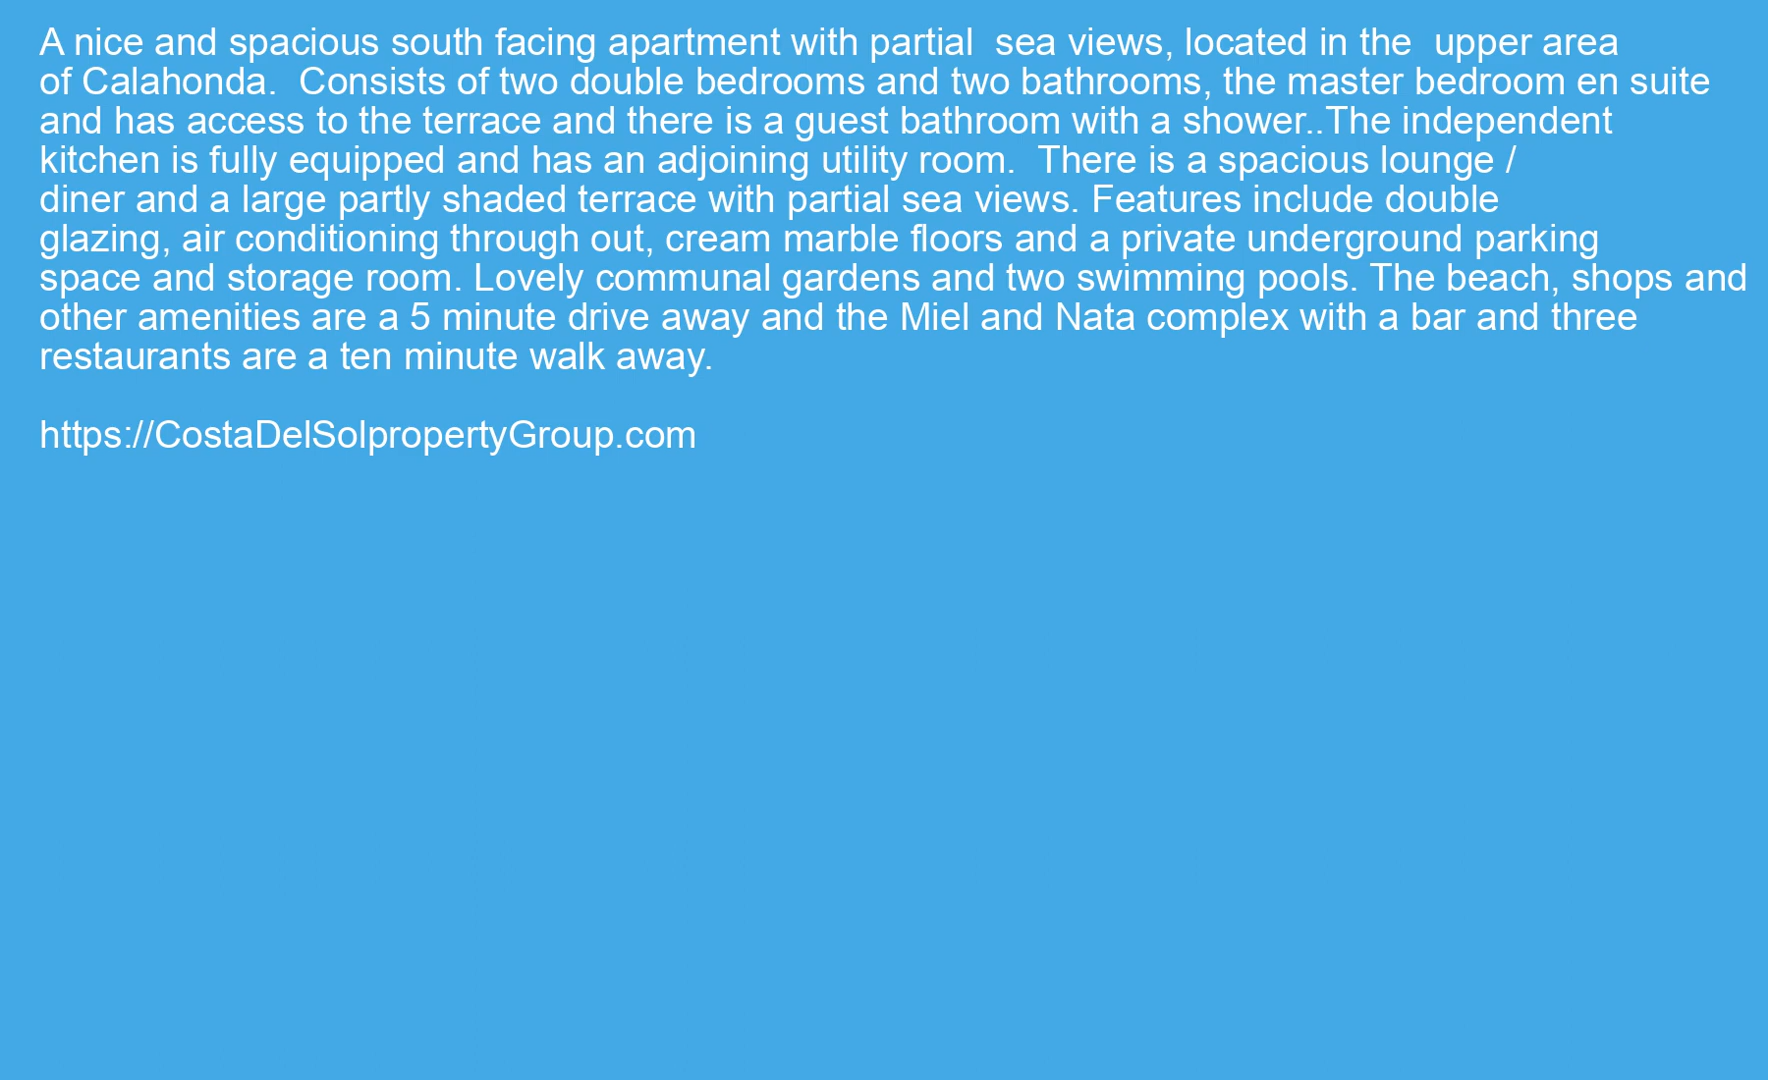 A nice and spacious south facing apartment with partial  sea views, located in the  upper area
of Calahonda.  Consists of two double bedrooms and two bathrooms, the master bedroom en suite
and has access to the terrace and there is a guest bathroom with a shower..The independent
kitchen is fully equipped and has an adjoining utility room.  There is a spacious lounge /
diner and a large partly shaded terrace with partial sea views. Features include double
glazing, air conditioning through out, cream marble floors and a private underground parking
space and storage room. Lovely communal gardens and two swimming pools. The beach, shops and
other amenities are a 5 minute drive away and the Miel and Nata complex with a bar and three
restaurants are a ten minute walk away.
https://CostaDelSolpropertyGroup.com